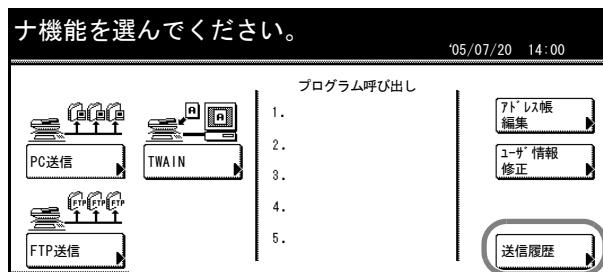 ナ機能を選んでください。
'05/07/20 14:00
プログラム呼び出し
1.
2.
3.
4.
5.
PC送信
TWAIN
FTP送信
FTP FTP FTP
A
A
アドレス帳
編集
ユーザ情報
修正
送信履歴